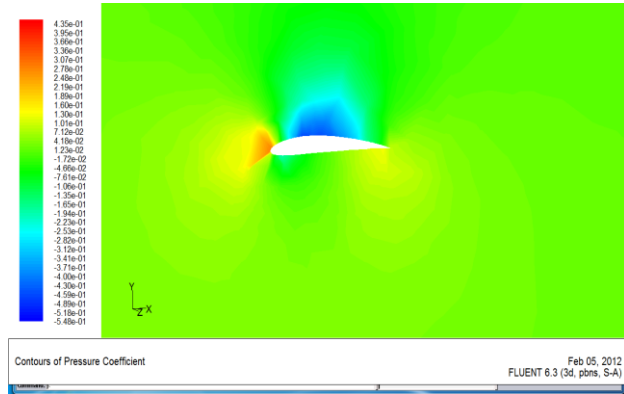 4.35e-01
3.95e-01
3.66e-01
3.07e-01
2.78e-01
2.48e-01
2.19e-01
1.89e-01
1.60e-01
1.30e-01
1.01e-01
7.12e-02
4.18e-02
1.23e-02
-1.72e-02
-4.66e-02
-7.61e-02
-1.06e-01
-1.35e-01
-1.65e-01
-1.94e-01
-2.23e-01
-2.53e-01
-2.82e-01
-3.12e-01
-3.41e-01
-3.71e-01
-4.00e-01
-4.30e-01
-4.59e-01
-4.89e-01
-5.18e-01
-5.48e-01
Y
Z X
Contours of Pressure Coefficient
Feb 05, 2012
FLUENT 6.3 (3d, pbns, S-A)